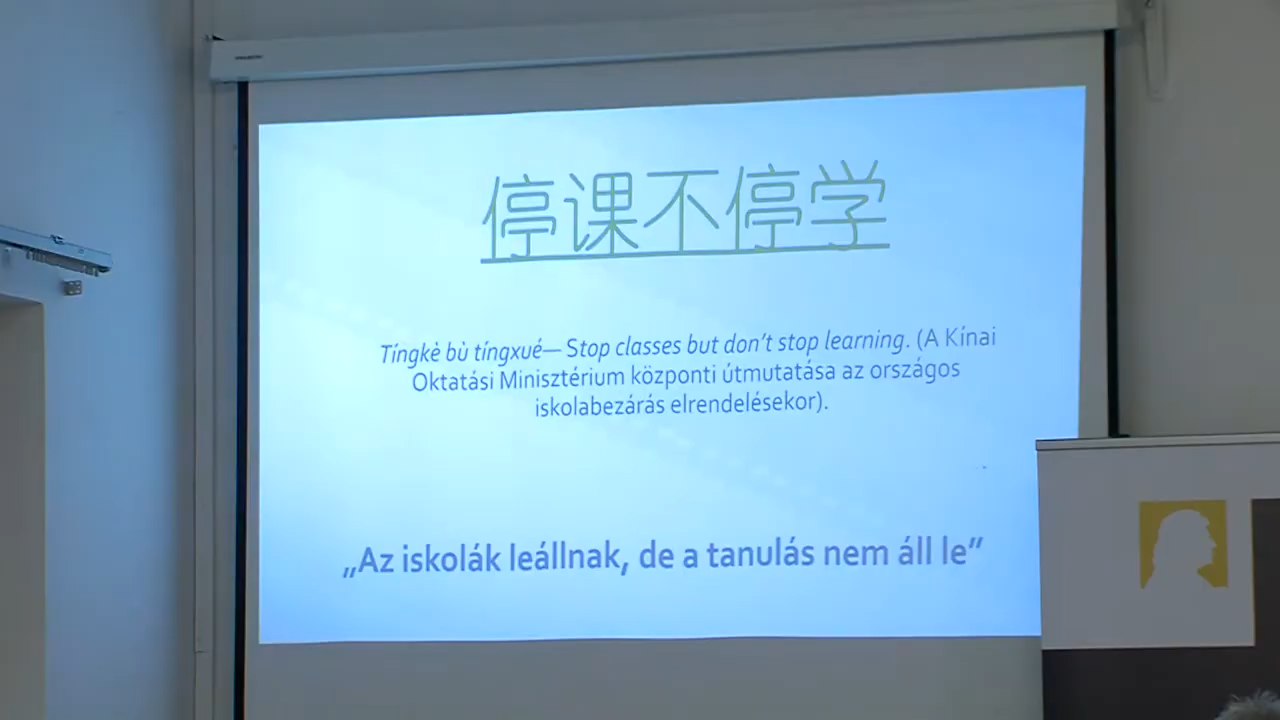 停课不停学
Tíngkè bù tíngxué— Stop classes but don't stop learning. (A Kínai
Oktatási Minisztérium központi útmutatása az országos
iskolabezárás elrendelésekor).
„Az iskolák leállnak, de a tanulás nem áll le”